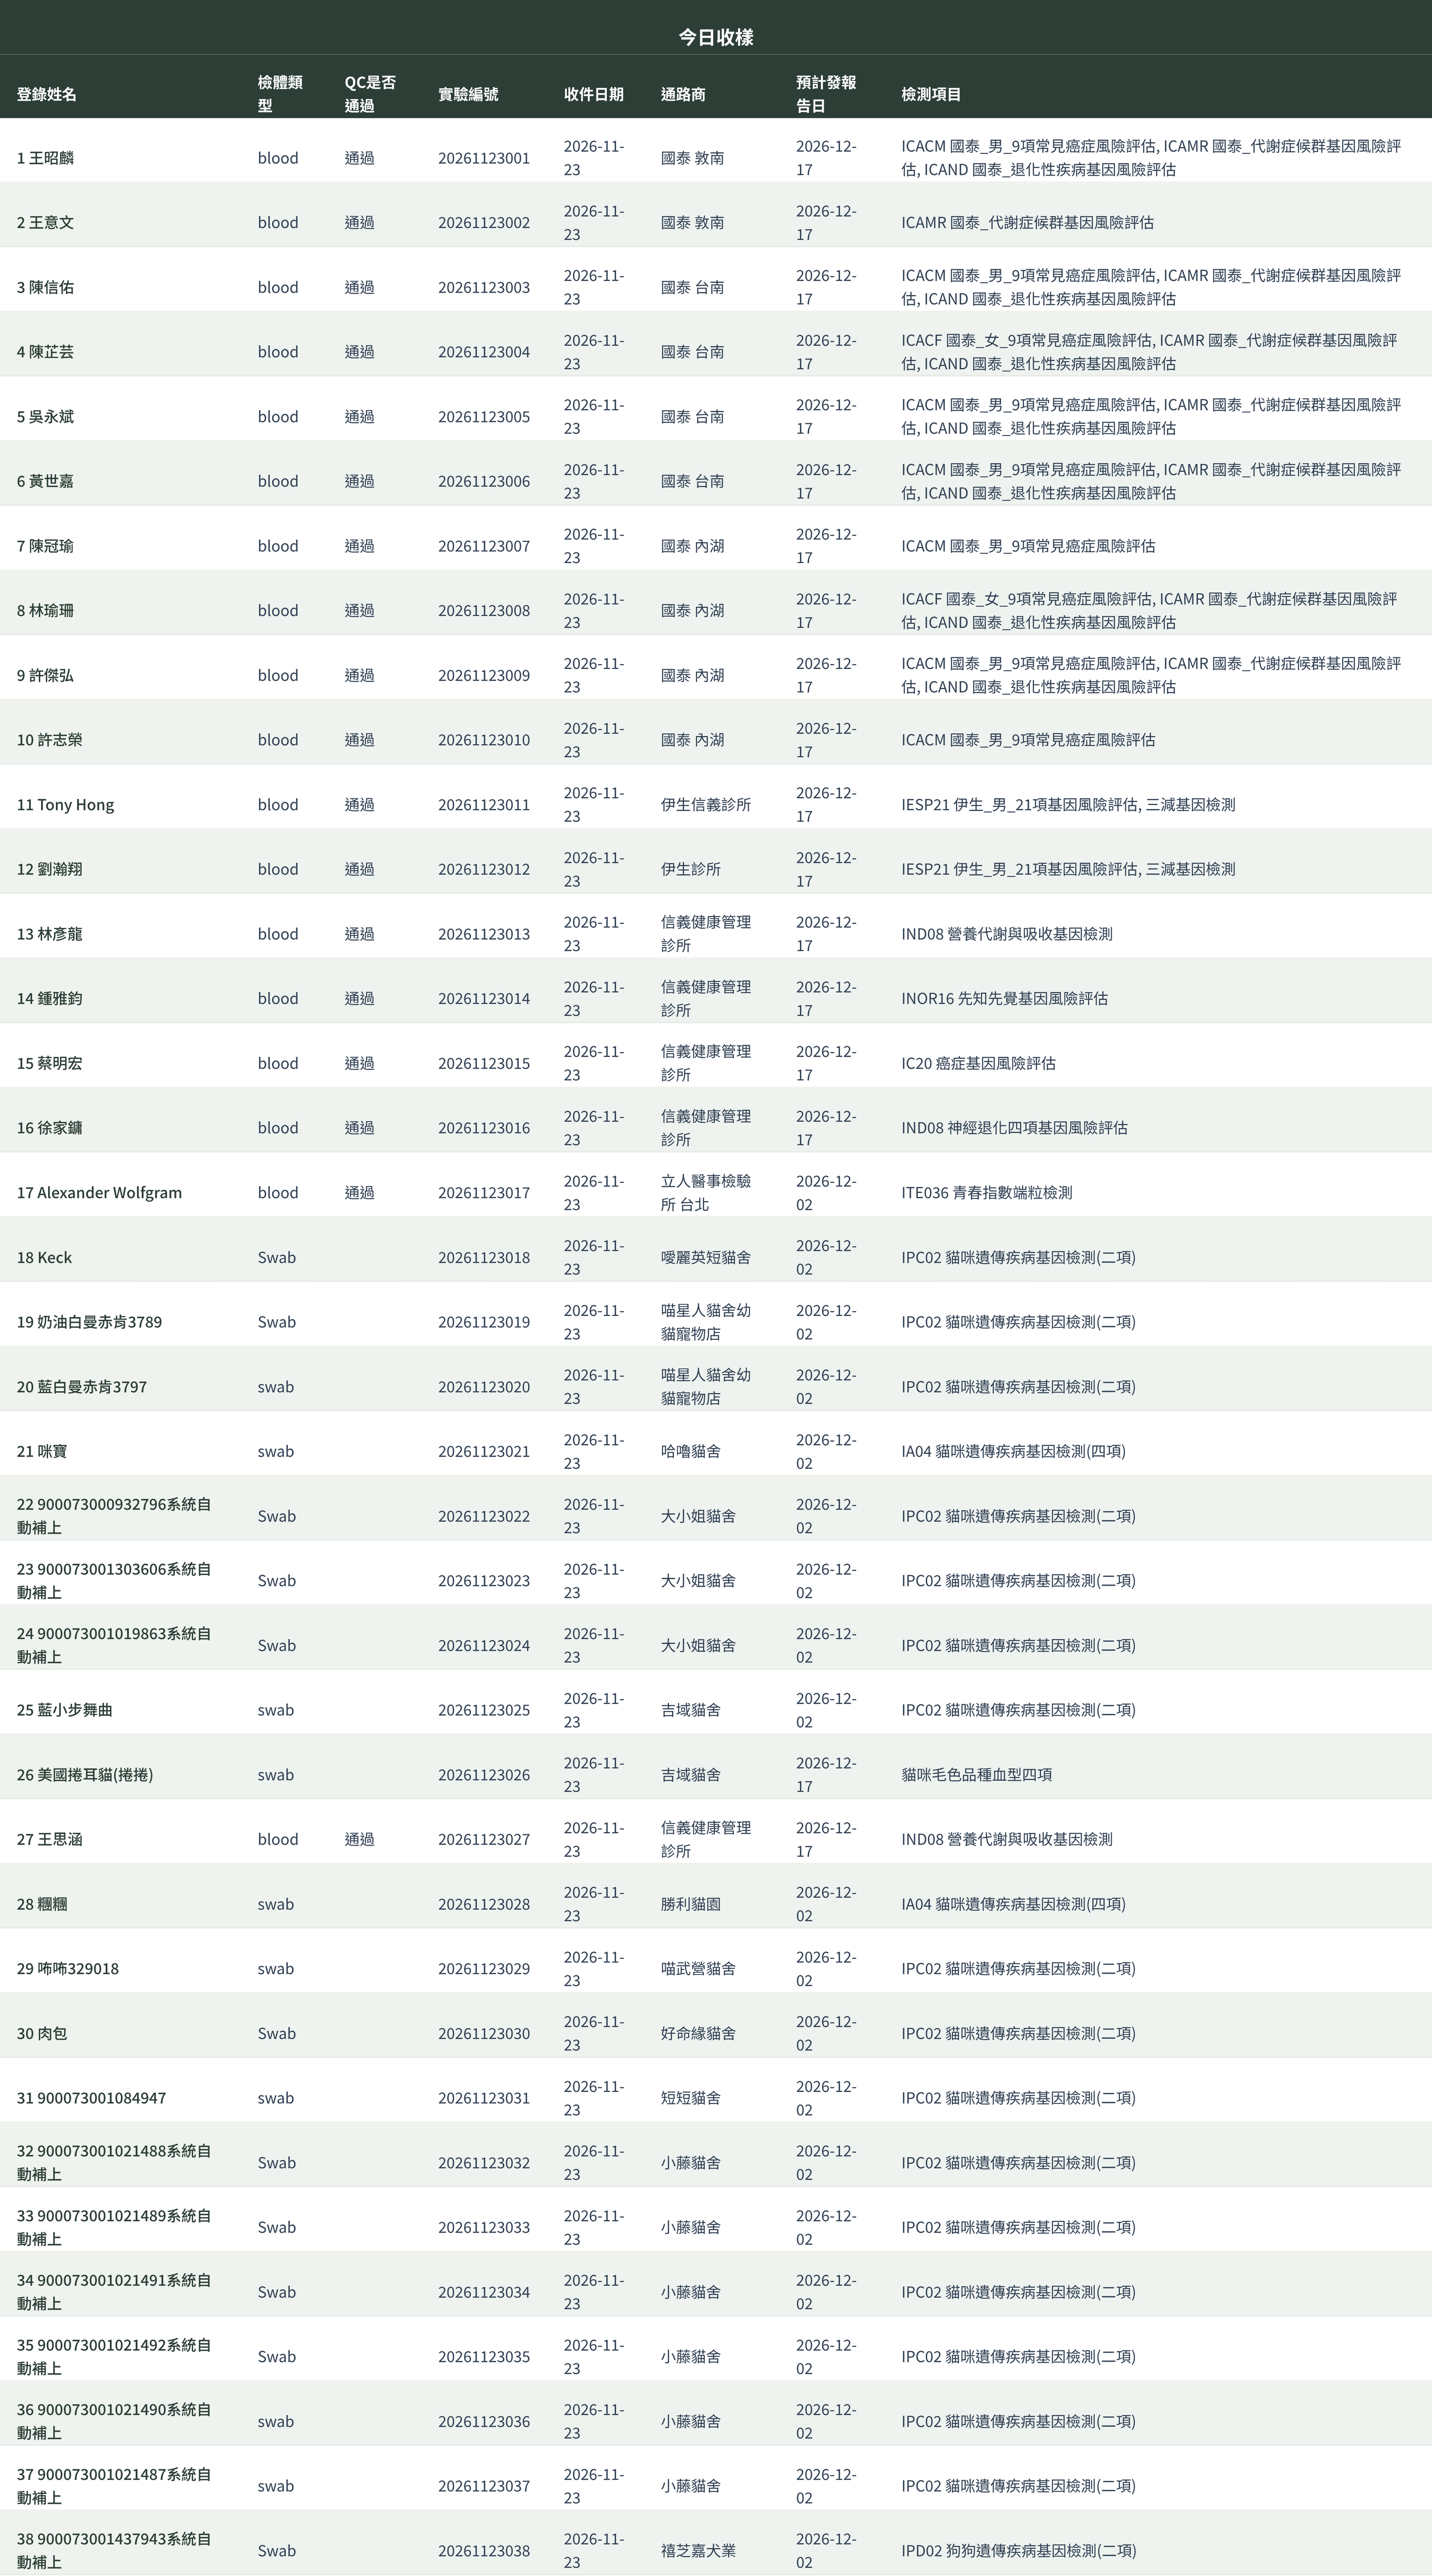 今日收樣
登錄姓名 檢體類型 QC是否通過 實驗編號 收件日期 通路商 預計發報告日 檢測項目
1 王昭麟 blood 通過 20261123001 2026-11-23 國泰 敦南 2026-12-17 ICACM 國泰_男_9項常見癌症風險評估, ICAMR 國泰_代謝症候群基因風險評估, ICAND 國泰_退化性疾病基因風險評估
2 王意文 blood 通過 20261123002 2026-11-23 國泰 敦南 2026-12-17 ICAMR 國泰_代謝症候群基因風險評估
3 陳信佑 blood 通過 20261123003 2026-11-23 國泰 台南 2026-12-17 ICACM 國泰_男_9項常見癌症風險評估, ICAMR 國泰_代謝症候群基因風險評估, ICAND 國泰_退化性疾病基因風險評估
4 陳芷芸 blood 通過 20261123004 2026-11-23 國泰 台南 2026-12-17 ICACF 國泰_女_9項常見癌症風險評估, ICAMR 國泰_代謝症候群基因風險評估, ICAND 國泰_退化性疾病基因風險評估
5 吳永斌 blood 通過 20261123005 2026-11-23 國泰 台南 2026-12-17 ICACM 國泰_男_9項常見癌症風險評估, ICAMR 國泰_代謝症候群基因風險評估, ICAND 國泰_退化性疾病基因風險評估
6 黃世嘉 blood 通過 20261123006 2026-11-23 國泰 台南 2026-12-17 ICACM 國泰_男_9項常見癌症風險評估, ICAMR 國泰_代謝症候群基因風險評估, ICAND 國泰_退化性疾病基因風險評估
7 陳冠瑜 blood 通過 20261123007 2026-11-23 國泰 內湖 2026-12-17 ICACM 國泰_男_9項常見癌症風險評估
8 林瑜珊 blood 通過 20261123008 2026-11-23 國泰 內湖 2026-12-17 ICACF 國泰_女_9項常見癌症風險評估, ICAMR 國泰_代謝症候群基因風險評估, ICAND 國泰_退化性疾病基因風險評估
9 許傑弘 blood 通過 20261123009 2026-11-23 國泰 內湖 2026-12-17 ICACM 國泰_男_9項常見癌症風險評估, ICAMR 國泰_代謝症候群基因風險評估, ICAND 國泰_退化性疾病基因風險評估
10 許志榮 blood 通過 20261123010 2026-11-23 國泰 內湖 2026-12-17 ICACM 國泰_男_9項常見癌症風險評估
11 Tony Hong blood 通過 20261123011 2026-11-23 伊生信義診所 2026-12-17 IESP21 伊生_男_21項基因風險評估, 三減基因檢測
12 劉瀚翔 blood 通過 20261123012 2026-11-23 伊生診所 2026-12-17 IESP21 伊生_男_21項基因風險評估, 三減基因檢測
13 林彥龍 blood 通過 20261123013 2026-11-23 信義健康管理診所 2026-12-17 IND08 營養代謝與吸收基因檢測
14 鍾雅鈞 blood 通過 20261123014 2026-11-23 信義健康管理診所 2026-12-17 INOR16 先知先覺基因風險評估
15 蔡明宏 blood 通過 20261123015 2026-11-23 信義健康管理診所 2026-12-17 IC20 癌症基因風險評估
16 徐家鏞 blood 通過 20261123016 2026-11-23 信義健康管理診所 2026-12-17 IND08 神經退化四項基因風險評估
17 Alexander Wolfgram blood 通過 20261123017 2026-11-23 立人醫事檢驗所 台北 2026-12-02 ITE036 青春指數端粒檢測
18 Keck Swab 20261123018 2026-11-23 噯麗英短貓舍 2026-12-02 IPC02 貓咪遺傳疾病基因檢測(二項)
19 奶油白曼赤肯3789 Swab 20261123019 2026-11-23 喵星人貓舍幼貓寵物店 2026-12-02 IPC02 貓咪遺傳疾病基因檢測(二項)
20 藍白曼赤肯3797 swab 20261123020 2026-11-23 喵星人貓舍幼貓寵物店 2026-12-02 IPC02 貓咪遺傳疾病基因檢測(二項)
21 咪寶 swab 20261123021 2026-11-23 哈嚕貓舍 2026-12-02 IA04 貓咪遺傳疾病基因檢測(四項)
22 900073000932796系統自動補上 Swab 20261123022 2026-11-23 大小姐貓舍 2026-12-02 IPC02 貓咪遺傳疾病基因檢測(二項)
23 900073001303606系統自動補上 Swab 20261123023 2026-11-23 大小姐貓舍 2026-12-02 IPC02 貓咪遺傳疾病基因檢測(二項)
24 900073001019863系統自動補上 Swab 20261123024 2026-11-23 大小姐貓舍 2026-12-02 IPC02 貓咪遺傳疾病基因檢測(二項)
25 藍小步舞曲 swab 20261123025 2026-11-23 吉域貓舍 2026-12-02 IPC02 貓咪遺傳疾病基因檢測(二項)
26 美國捲耳貓(捲捲) swab 20261123026 2026-11-23 吉域貓舍 2026-12-17 貓咪毛色品種血型四項
27 王思涵 blood 通過 20261123027 2026-11-23 信義健康管理診所 2026-12-17 IND08 營養代謝與吸收基因檢測
28 糰糰 swab 20261123028 2026-11-23 勝利貓園 2026-12-02 IA04 貓咪遺傳疾病基因檢測(四項)
29 咘咘329018 swab 20261123029 2026-11-23 喵武營貓舍 2026-12-02 IPC02 貓咪遺傳疾病基因檢測(二項)
30 肉包 Swab 20261123030 2026-11-23 好命緣貓舍 2026-12-02 IPC02 貓咪遺傳疾病基因檢測(二項)
31 900073001084947 swab 20261123031 2026-11-23 短短貓舍 2026-12-02 IPC02 貓咪遺傳疾病基因檢測(二項)
32 900073001021488系統自動補上 Swab 20261123032 2026-11-23 小藤貓舍 2026-12-02 IPC02 貓咪遺傳疾病基因檢測(二項)
33 900073001021489系統自動補上 Swab 20261123033 2026-11-23 小藤貓舍 2026-12-02 IPC02 貓咪遺傳疾病基因檢測(二項)
34 900073001021491系統自動補上 Swab 20261123034 2026-11-23 小藤貓舍 2026-12-02 IPC02 貓咪遺傳疾病基因檢測(二項)
35 900073001021492系統自動補上 Swab 20261123035 2026-11-23 小藤貓舍 2026-12-02 IPC02 貓咪遺傳疾病基因檢測(二項)
36 900073001021490系統自動補上 swab 20261123036 2026-11-23 小藤貓舍 2026-12-02 IPC02 貓咪遺傳疾病基因檢測(二項)
37 900073001021487系統自動補上 swab 20261123037 2026-11-23 小藤貓舍 2026-12-02 IPC02 貓咪遺傳疾病基因檢測(二項)
38 900073001437943系統自動補上 Swab 20261123038 2026-11-23 禧芝嘉犬業 2026-12-02 IPD02 狗狗遺傳疾病基因檢測(二項)